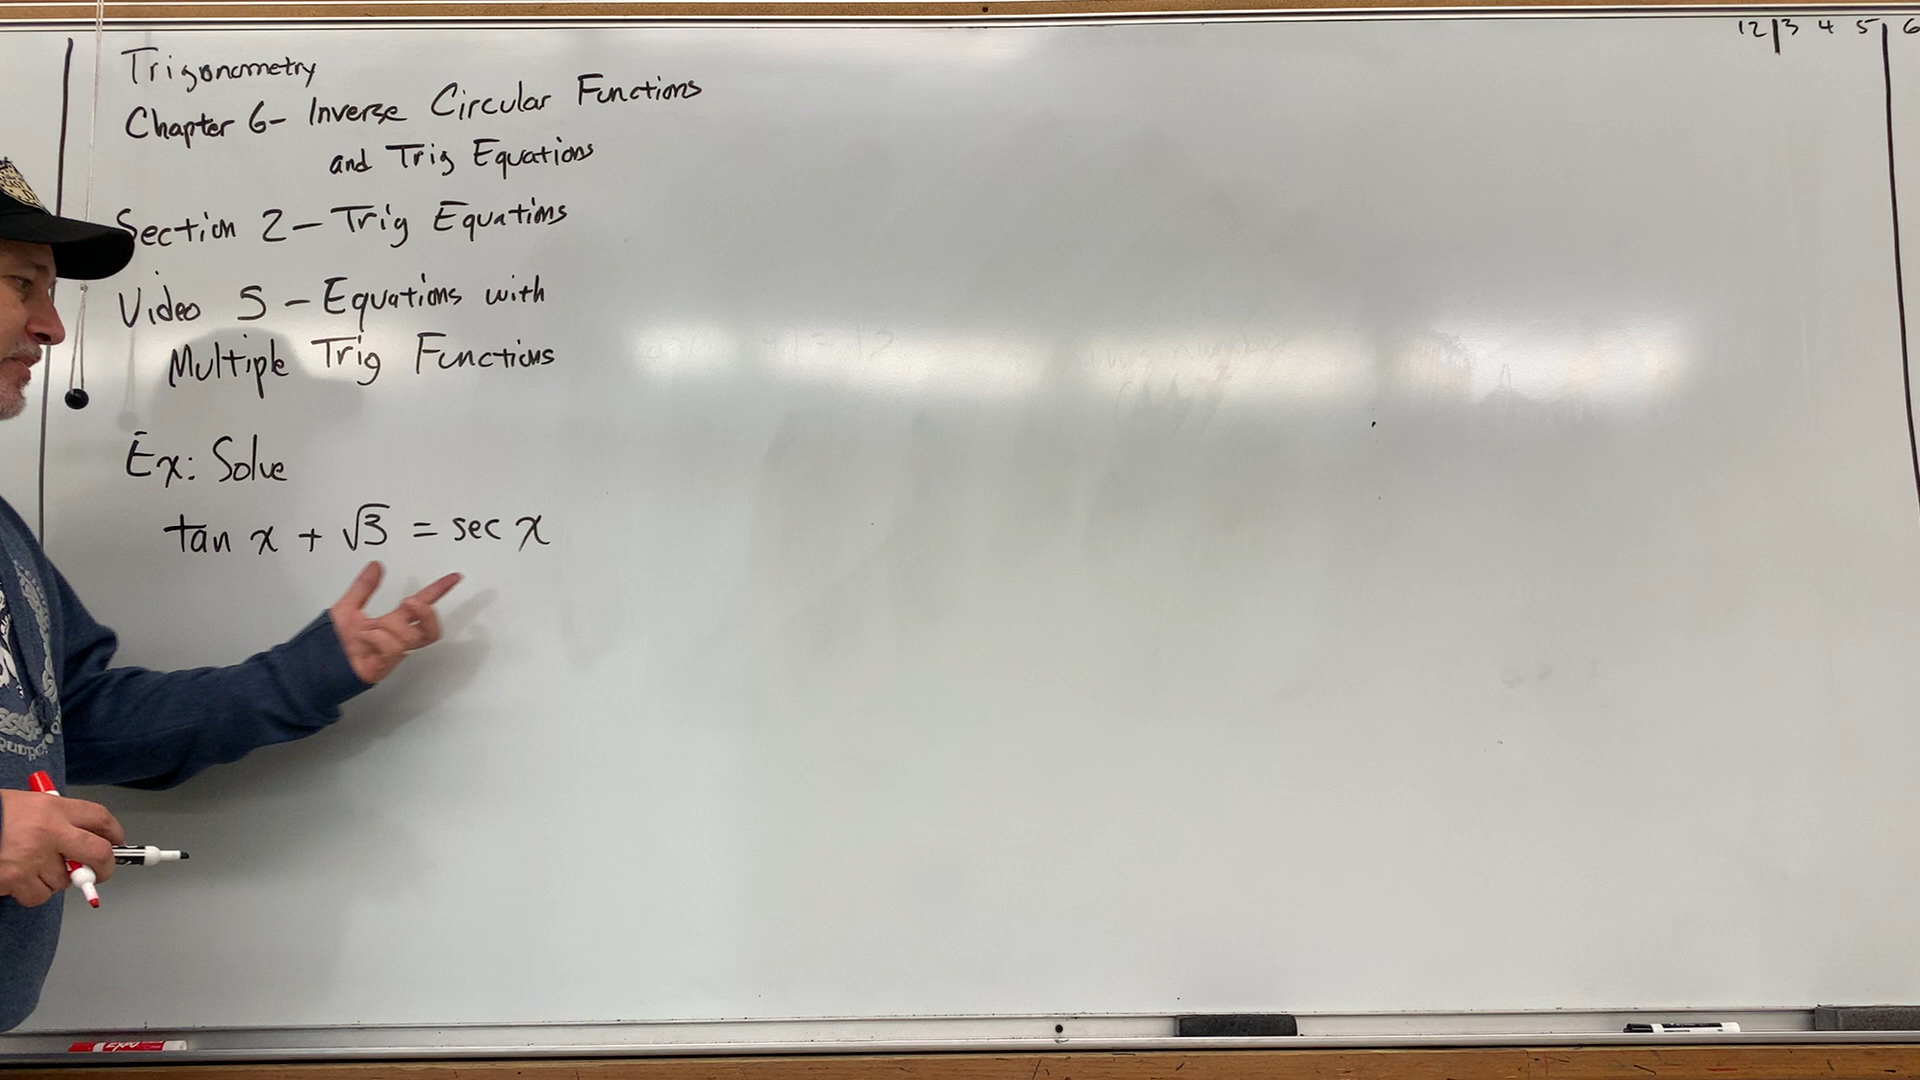 Trigonometry
Chapter 6- Inverse Circular Functions
and Trig Equations
Section 2 - Trig Equations
Video 5 - Equations with
Multiple Trig Functions
Ex: Solve
tan x + √3 = sec x
12 3 4 5 6
EXPO